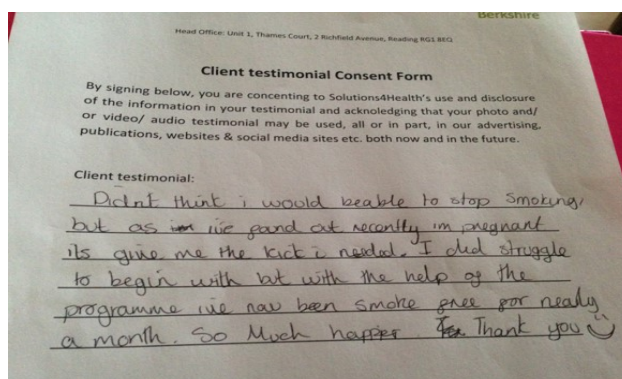 Berkshire
Head Office: Unit 1, Thames Court, 2 Richfield Avenue, Reading RG1 8EQ
Client testimonial Consent Form
By signing below, you are concenting to Solutions4Health's use and disclosure
of the information in your testimonial and acknoledging that your photo and/
or video/ audio testimonial may be used, all or in part, in our advertising,
publications, websites & social media sites etc. both now and in the future.
Client testimonial:
Didnt think i would beable to stop smoking,
but as ive found out recently im pregnant
its give me the kick i needed. I did struggle
to begin with but with the help of the
programme ive now been smoke free for nealy
a month. So Much happer. Thank you